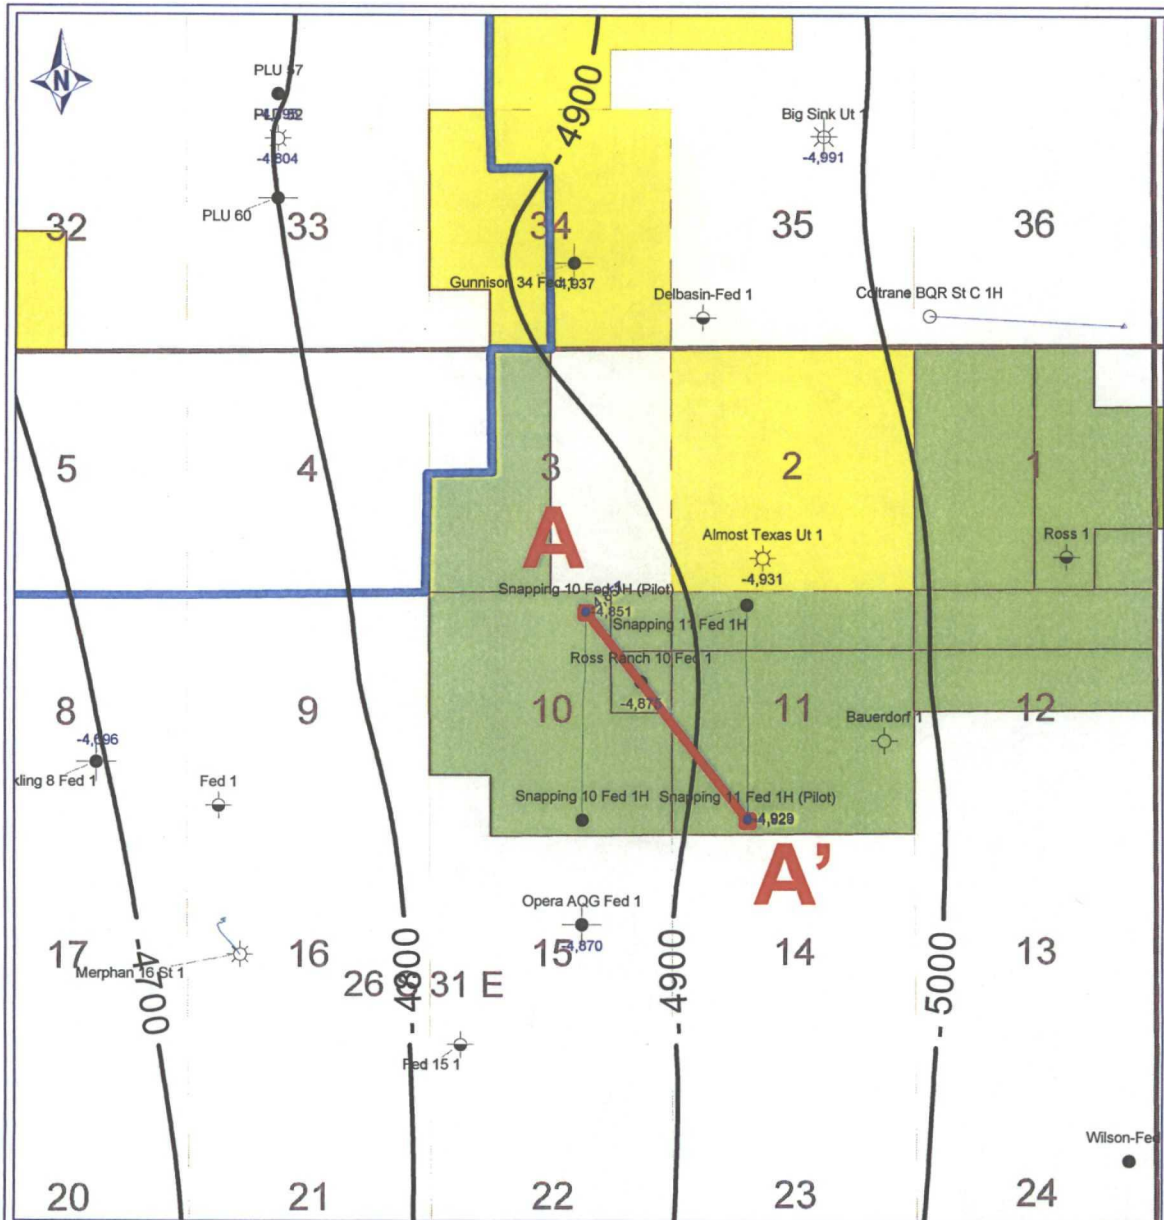 N
PLU 57
-4,804
- 4900
Big Sink Ut 1
-4,991
PLU 60
32
33
34
35
36
Gunnison 34 Fed 1
-4,937
Delbasin-Fed 1
Coltrane BQR St C 1H
5
4
3
2
1
A
Almost Texas Ut 1
Ross 1
-4,931
Snapping 10 Fed 1H (Pilot)
-4,851
Snapping 11 Fed 1H
Ross Ranch 10 Fed 1
-4,875
8
9
10
11
12
Bauerdorf 1
-4,696
kling 8 Fed 1
Fed 1
Snapping 10 Fed 1H
Snapping 11 Fed 1H (Pilot)
-4,929
A’
Opera AQG Fed 1
-4,870
17
16
15
14
13
Merphan 16 St 1
- 4700
- 4800
- 4900
- 5000
31 E
Fed 15 1
Wilson-Fed
20
21
22
23
24